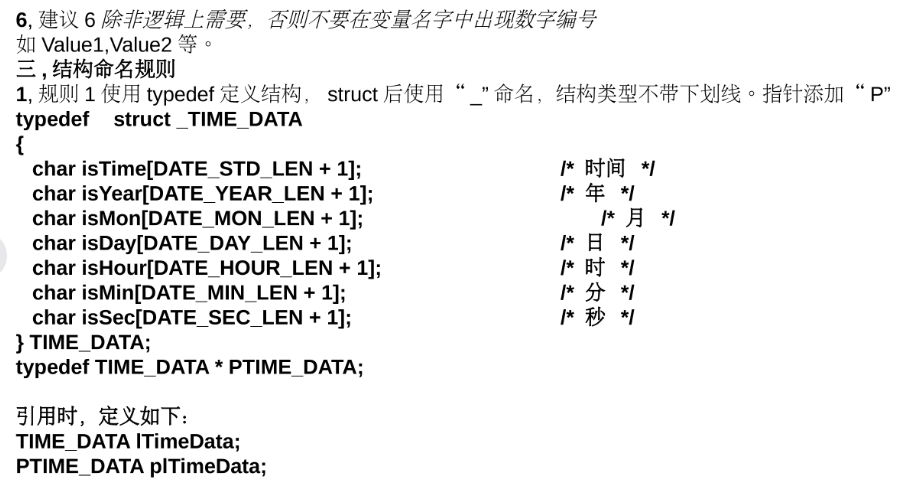 6, 建议 6 除非逻辑上需要，否则不要在变量名字中出现数字编号
如 Value1,Value2 等。
三 , 结构命名规则
1, 规则 1 使用 typedef 定义结构， struct 后使用 “ _” 命名，结构类型不带下划线。指针添加 “ P”
typedef struct _TIME_DATA
{
char isTime[DATE_STD_LEN + 1]; /* 时间 */
char isYear[DATE_YEAR_LEN + 1]; /* 年 */
char isMon[DATE_MON_LEN + 1]; /* 月 */
char isDay[DATE_DAY_LEN + 1]; /* 日 */
char isHour[DATE_HOUR_LEN + 1]; /* 时 */
char isMin[DATE_MIN_LEN + 1]; /* 分 */
char isSec[DATE_SEC_LEN + 1]; /* 秒 */
} TIME_DATA;
typedef TIME_DATA * PTIME_DATA;
引用时，定义如下：
TIME_DATA lTimeData;
PTIME_DATA plTimeData;